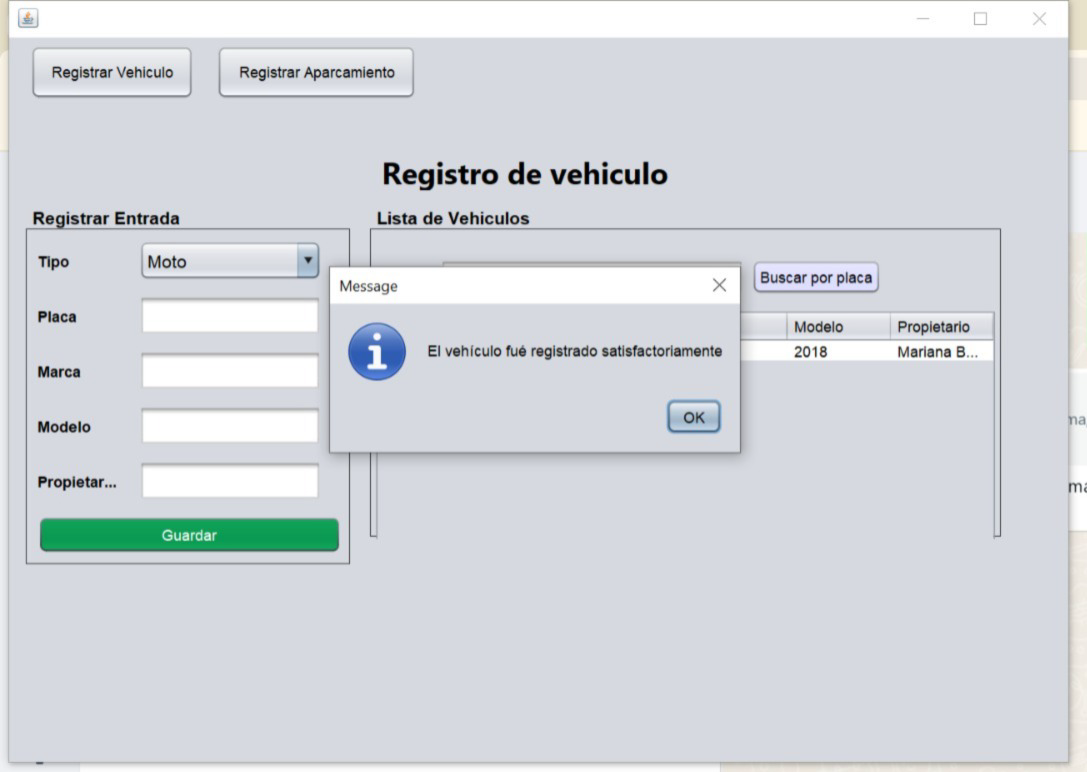 Registrar Vehiculo
Registrar Aparcamiento
Registro de vehiculo
Registrar Entrada
Lista de Vehiculos
Tipo
Moto
Placa
Marca
Modelo
Propietar...
Guardar
Buscar por placa
Modelo
Propietario
2018
Mariana B...
Message
El vehículo fué registrado satisfactoriamente
OK